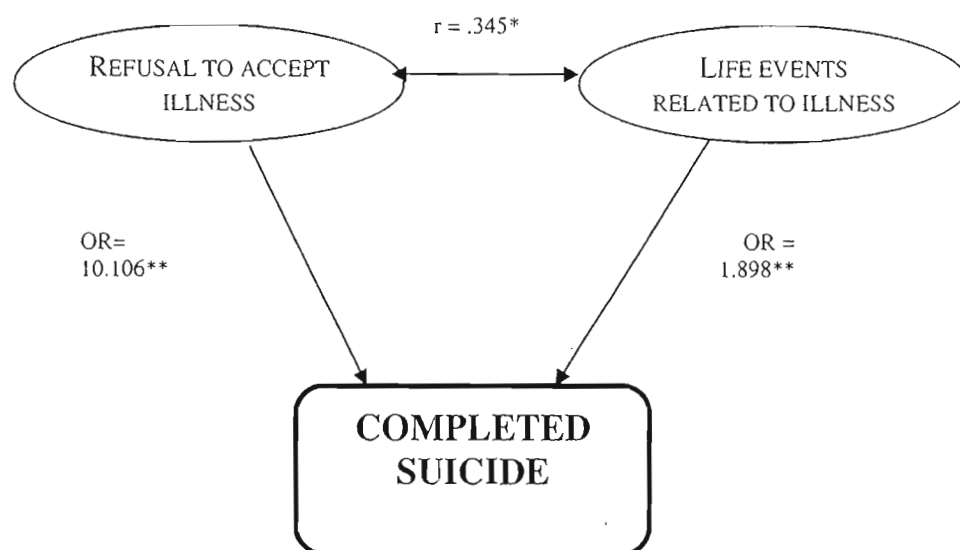 r = .345*
REFUSAL TO ACCEPT
ILLNESS
LIFE EVENTS
RELATED TO ILLNESS
OR=
10.106**
OR =
1.898**
COMPLETED
SUICIDE